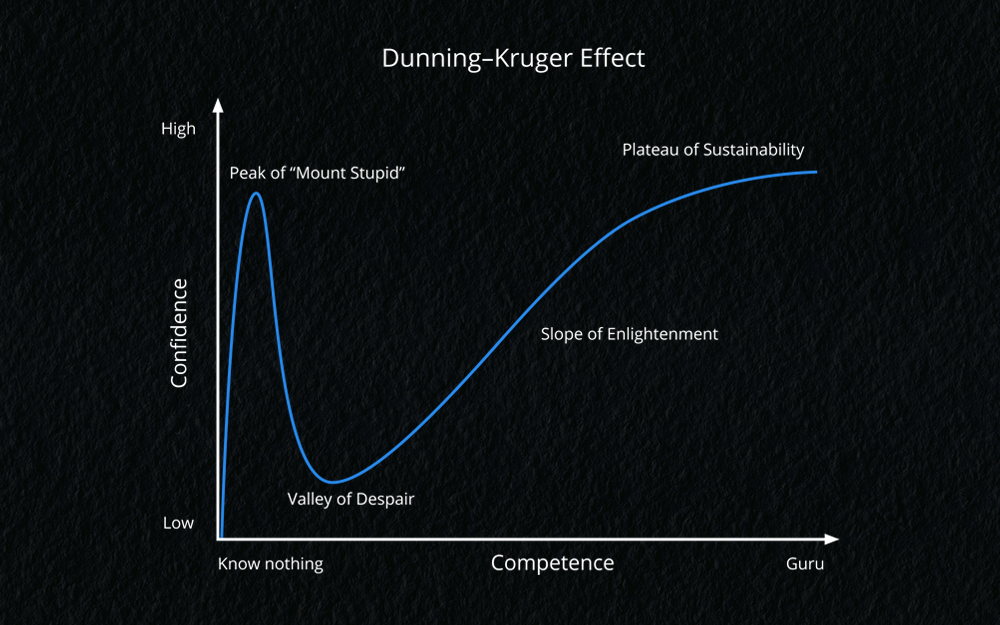 Dunning–Kruger Effect
High
Plateau of Sustainability
Peak of “Mount Stupid”
Confidence
Slope of Enlightenment
Valley of Despair
Low
Know nothing
Competence
Guru